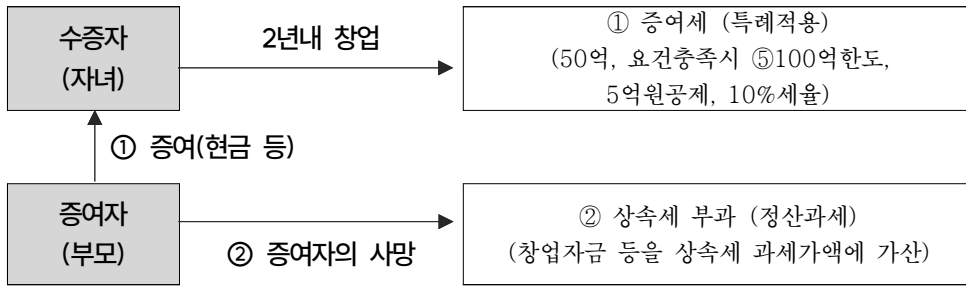 수증자
(자녀)
2년내 창업
① 증여세 (특례적용)
(50억, 요건충족시 ⑤100억한도,
5억원공제, 10%세율)
① 증여(현금 등)
증여자
(부모)
② 증여자의 사망
② 상속세 부과 (정산과세)
(창업자금 등을 상속세 과세가액에 가산)